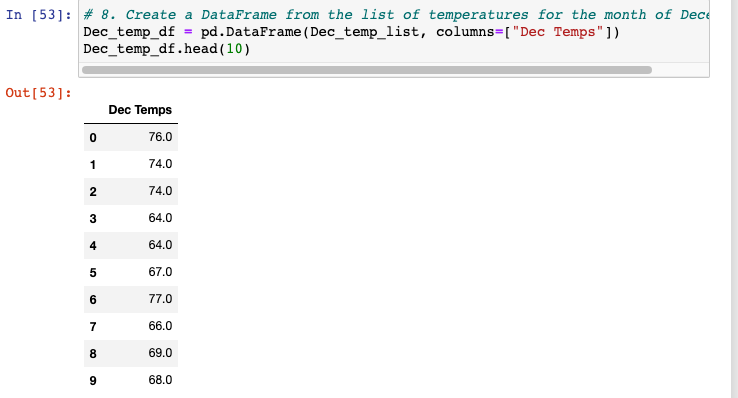 In [53]: # 8. Create a DataFrame from the list of temperatures for the month of
Dec_temp_df = pd.DataFrame(Dec_temp_list, columns=["Dec Temps"])
Dec_temp_df.head(10)
Out[53]:
Dec Temps
0 76.0
1 74.0
2 74.0
3 64.0
4 64.0
5 67.0
6 77.0
7 66.0
8 69.0
9 68.0